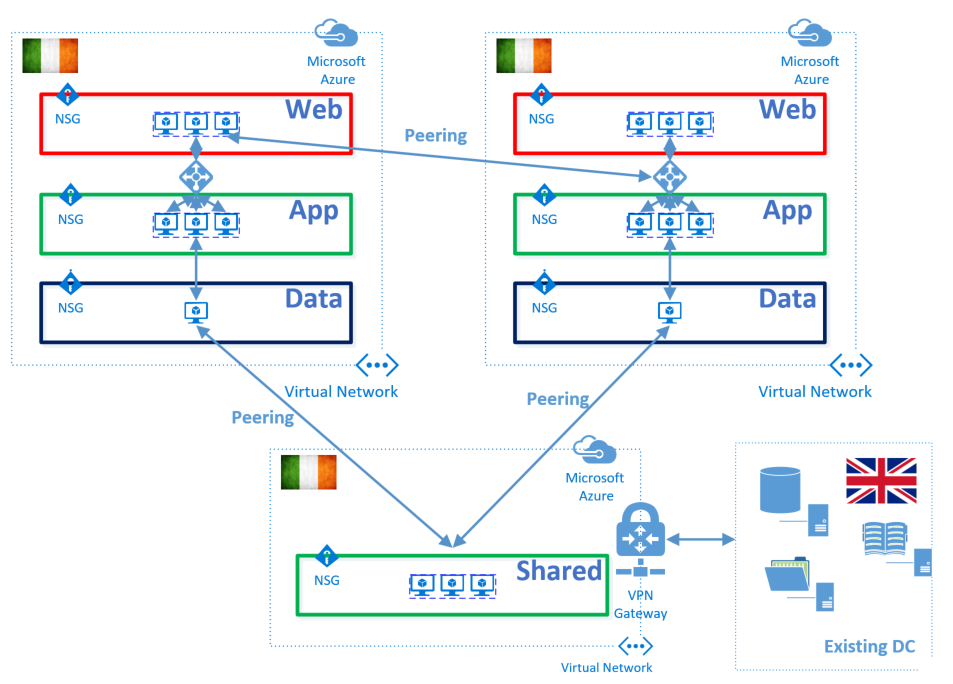 Microsoft
Azure
NSG
Web
NSG
App
NSG
Data
Virtual Network
Peering
Microsoft
Azure
NSG
Web
NSG
App
NSG
Data
Virtual Network
Peering
Peering
Microsoft
Azure
NSG
Shared
VPN
Gateway
Virtual Network
Existing DC